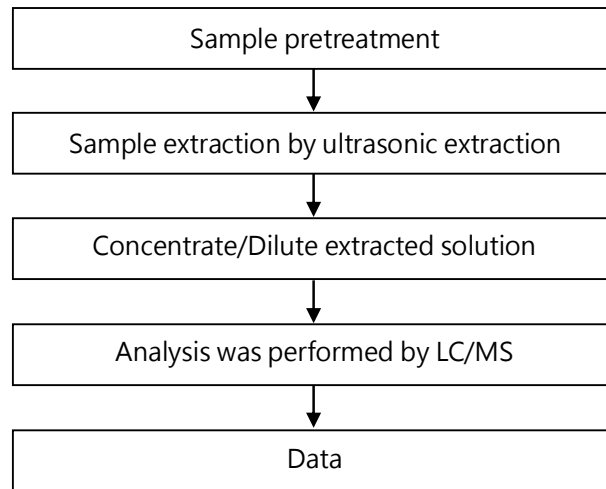 Sample pretreatment
Sample extraction by ultrasonic extraction
Concentrate/Dilute extracted solution
Analysis was performed by LC/MS
Data